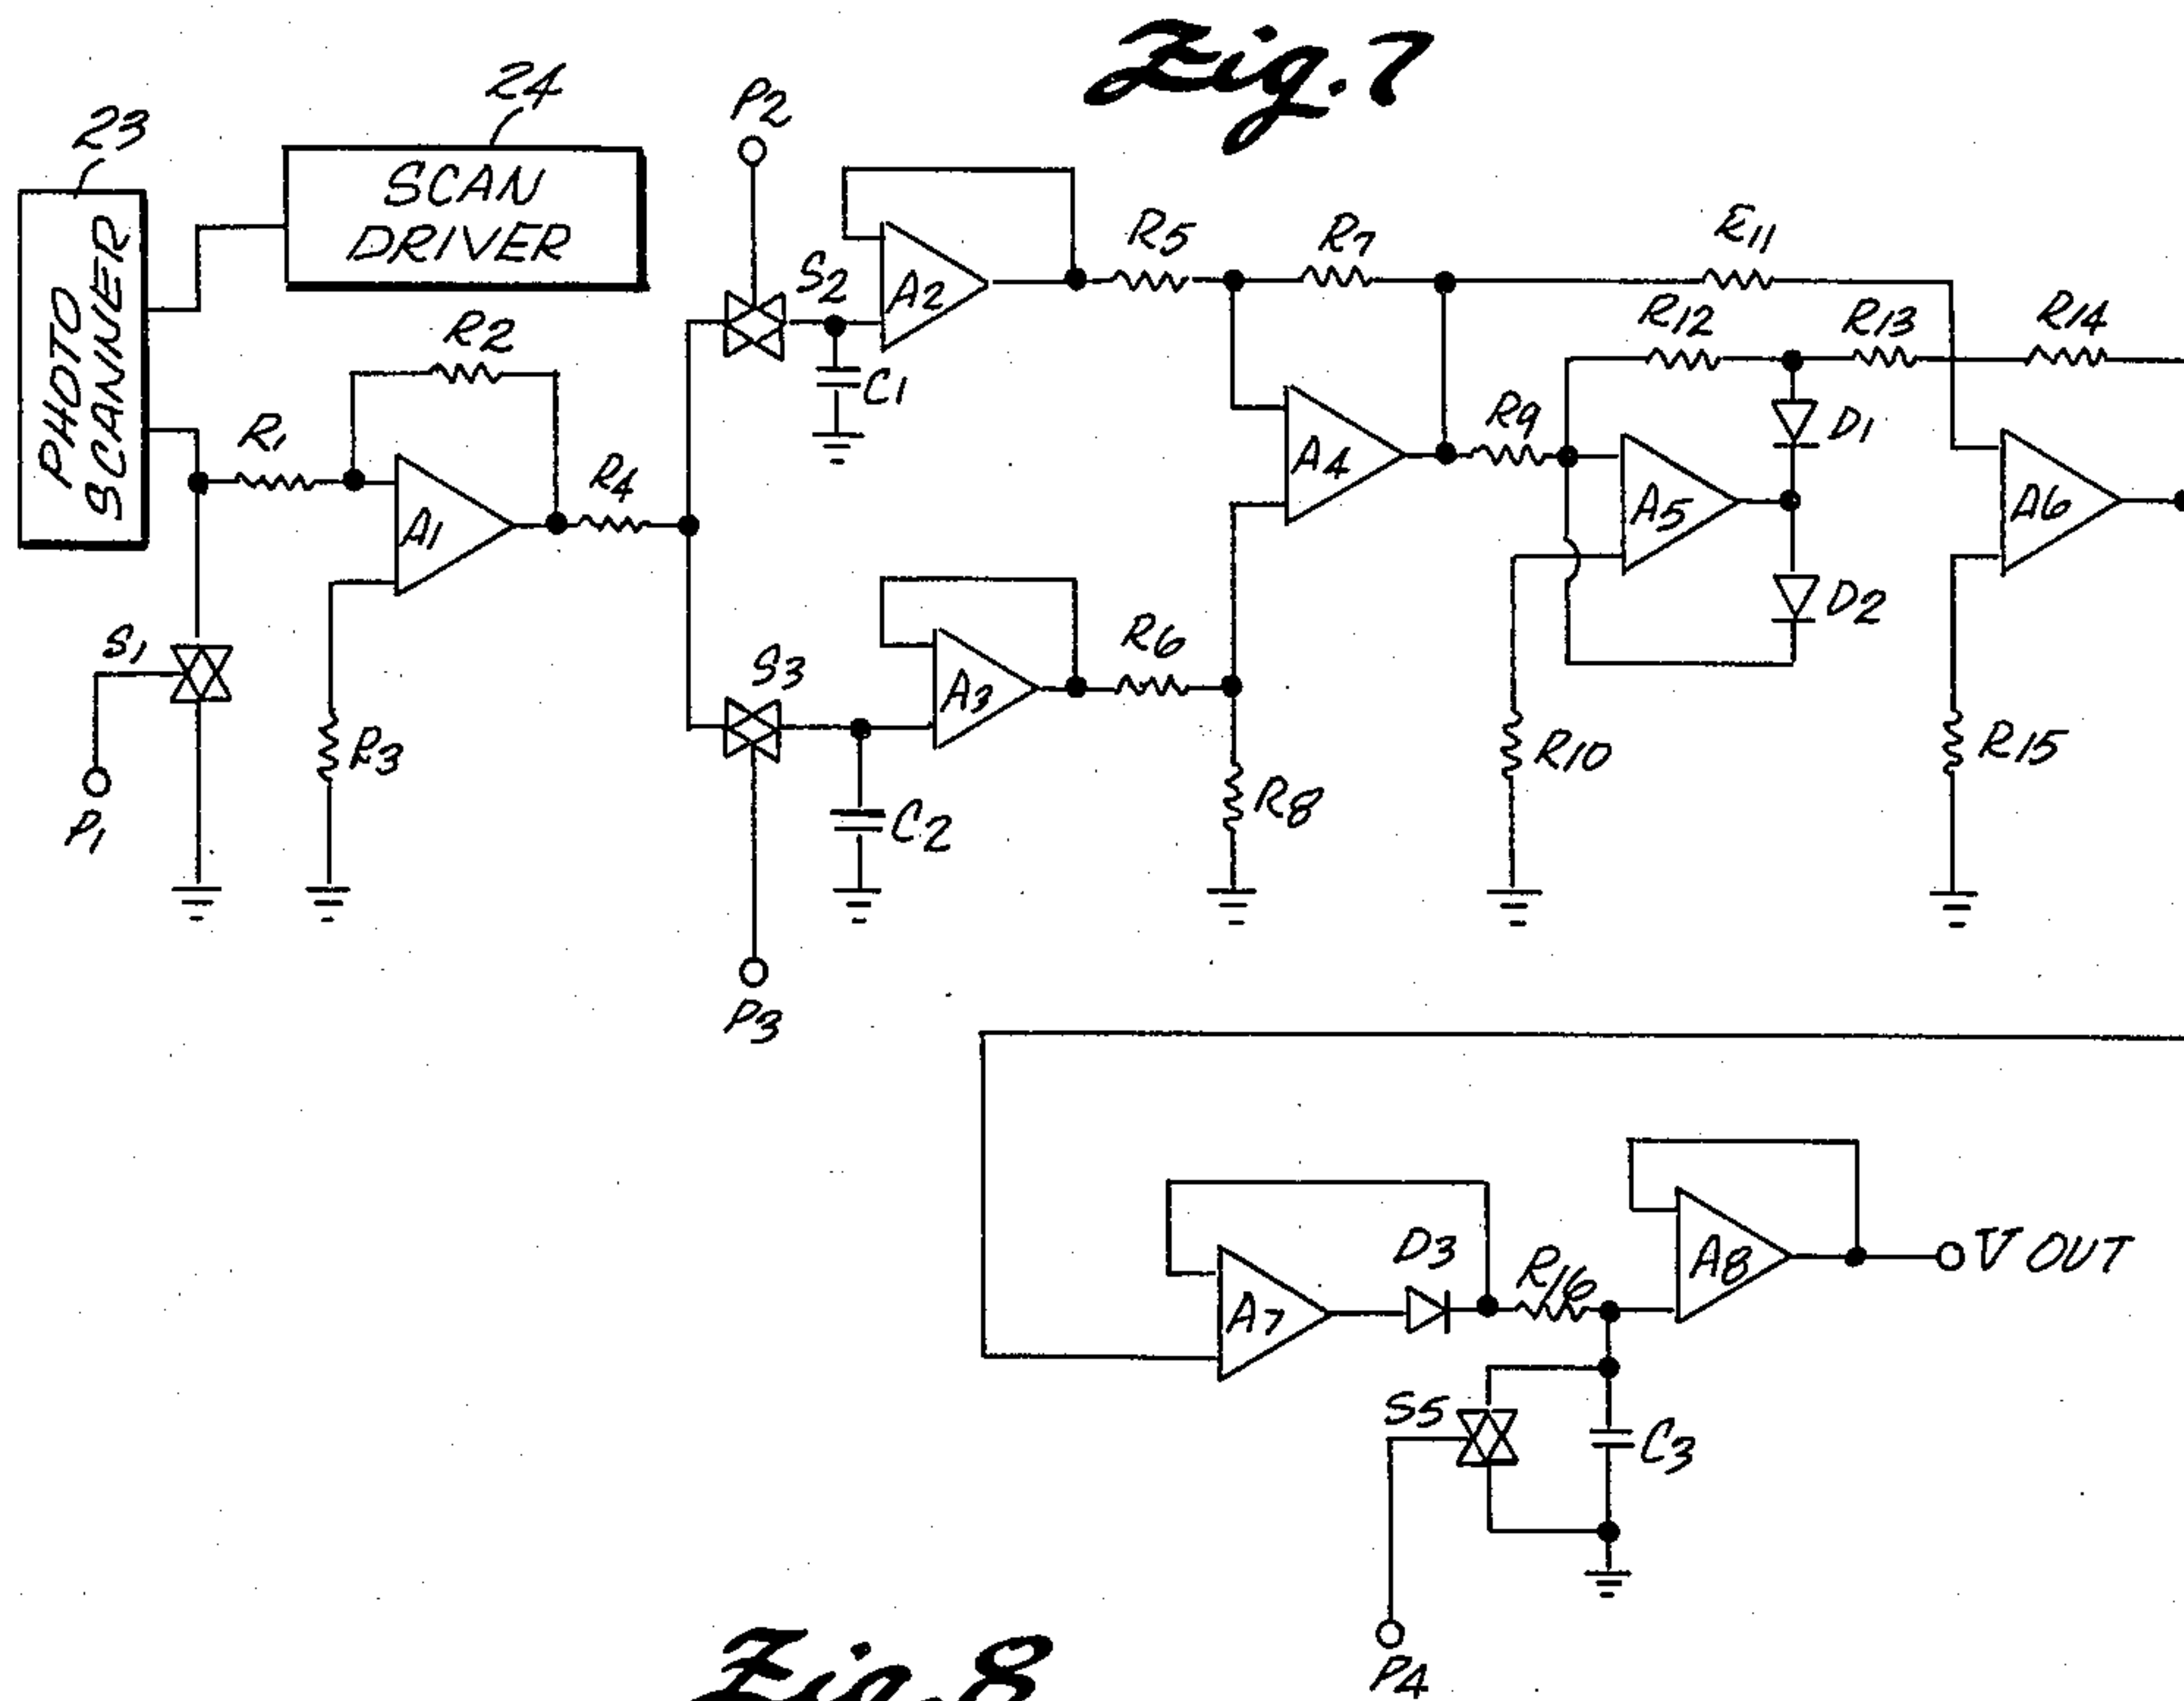 Fig. 7
23
24
P2
SCAN
DRIVER
PHOTO
SCANNER
S2
A2
R5
R7
R11
R12
R13
R14
R2
C1
R1
A1
R4
A4
R9
D1
A5
A6
D2
S1
P1
R3
S3
A3
R6
C2
R8
R10
R15
P3
A7
D3
R16
A8
V OUT
S5
C3
P4
Fig. 8